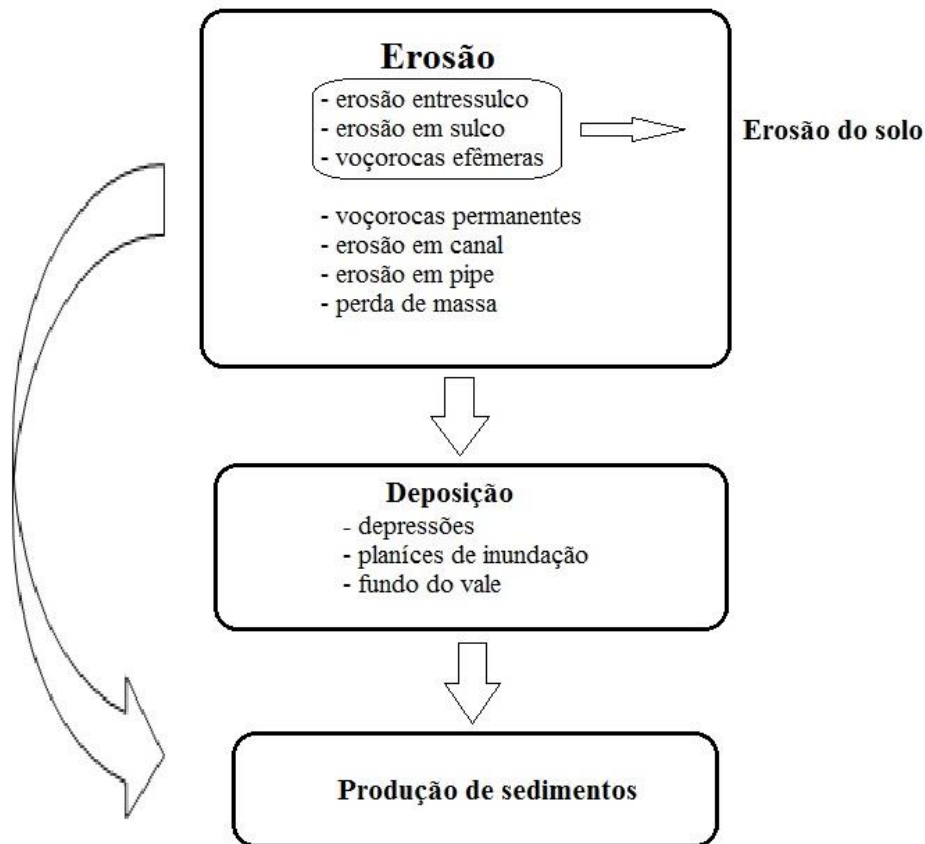 Erosão
- erosão entressulco
- erosão em sulco
- voçorocas efêmeras
Erosão do solo
- voçorocas permanentes
- erosão em canal
- erosão em pipe
- perda de massa
Deposição
- depressões
- planíces de inundação
- fundo do vale
Produção de sedimentos